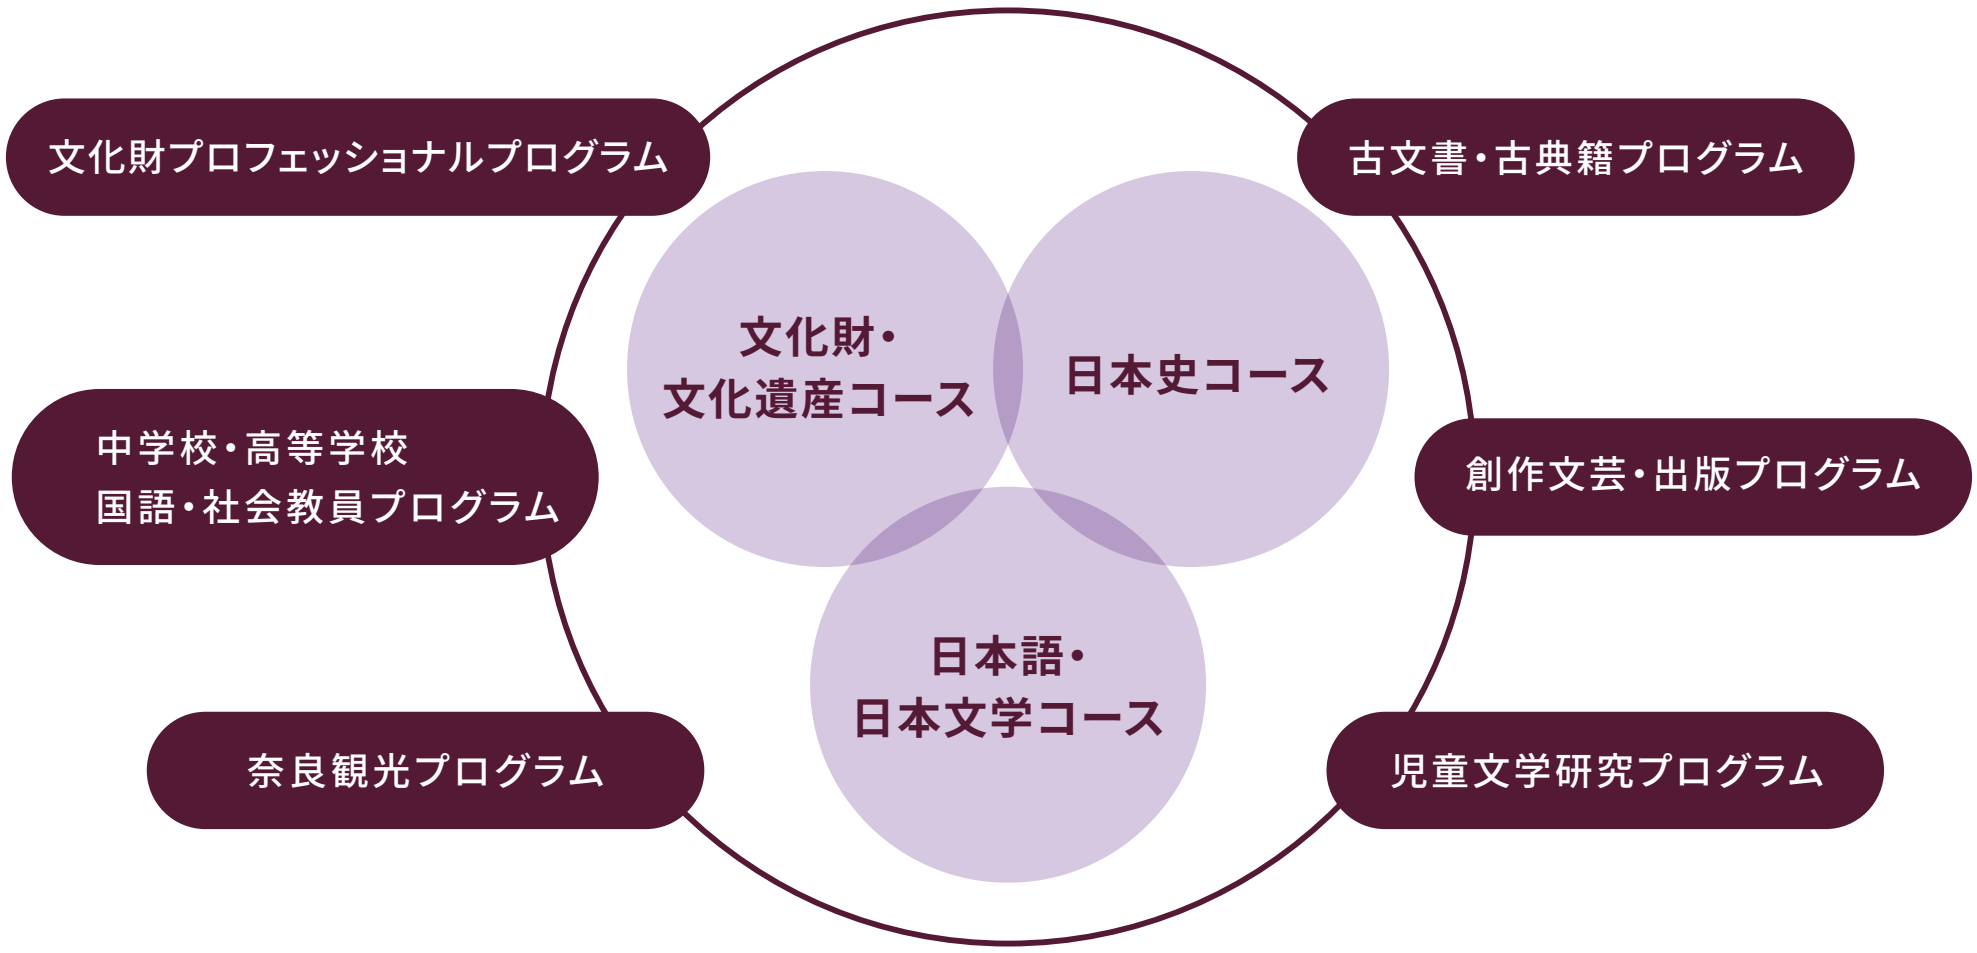 文化財プロフェッショナルプログラム
古文書・古典籍プログラム
文化財・
文化遺産コース
日本史コース
中学校・高等学校
国語・社会教員プログラム
創作文芸・出版プログラム
日本語・
日本文学コース
奈良観光プログラム
児童文学研究プログラム